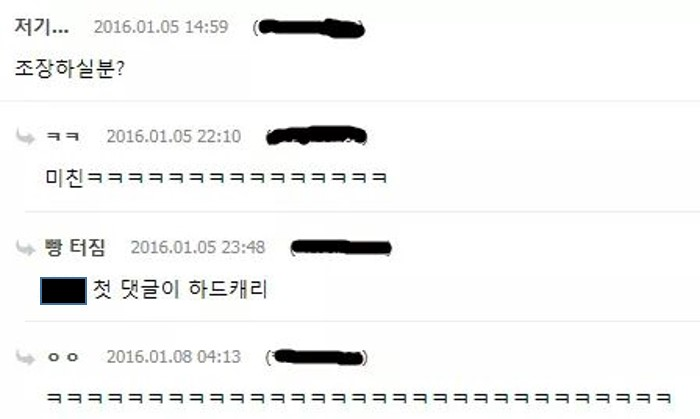 저기... 2016.01.05 14:59
조장하실분?
ㅋㅋ 2016.01.05 22:10
미친ㅋㅋㅋㅋㅋㅋㅋㅋㅋㅋㅋㅋㅋㅋㅋ
빵 터짐 2016.01.05 23:48
첫 댓글이 하드캐리
ㅇㅇ 2016.01.08 04:13
ㅋㅋㅋㅋㅋㅋㅋㅋㅋㅋㅋㅋㅋㅋㅋㅋㅋㅋㅋㅋㅋㅋㅋㅋㅋㅋㅋㅋㅋㅋㅋ